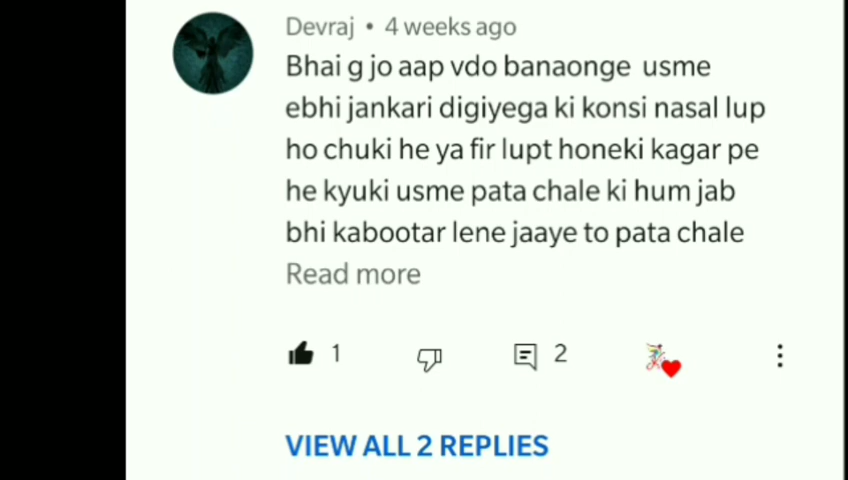 Devraj • 4 weeks ago
Bhai g jo aap vdo banaonge usme
ebhi jankari digiyega ki konsi nasal lup
ho chuki he ya fir lupt honeki kagar pe
he kyuki usme pata chale ki hum jab
bhi kabootar lene jaaye to pata chale
Read more
1 2
VIEW ALL 2 REPLIES